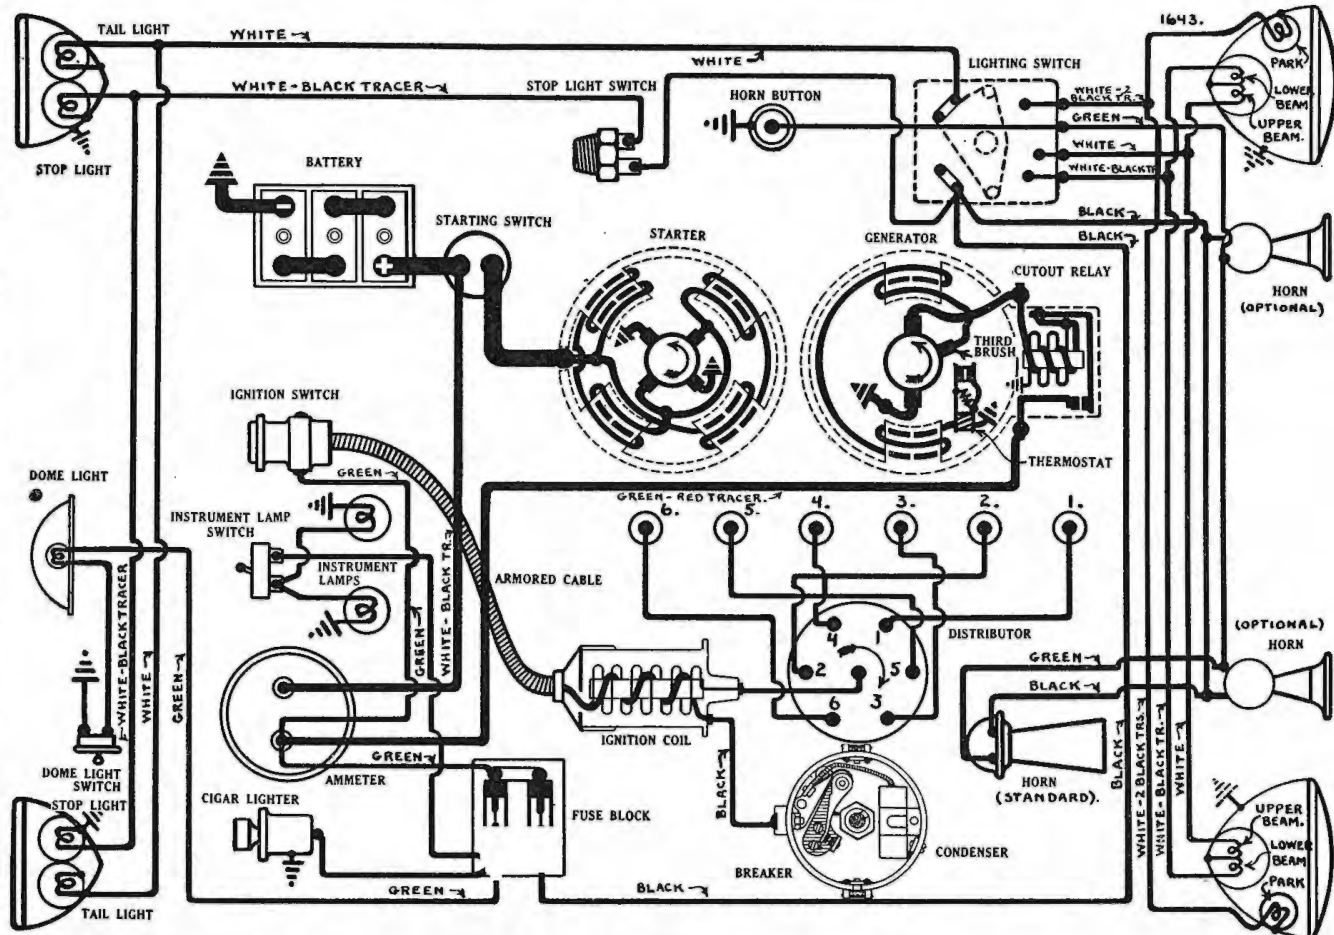 TAIL LIGHT
WHITE
1643.
PARK
WHITE
LIGHTING SWITCH
WHITE-BLACK TRACER
STOP LIGHT SWITCH
HORN BUTTON
WHITE-2
BLACK TR.
LOWER
BEAM.
GREEN
UPPER
BEAM.
STOP LIGHT
BATTERY
WHITE
WHITE-BLACK TR.
STARTING SWITCH
STARTER
GENERATOR
BLACK
BLACK
CUTOUT RELAY
HORN
(OPTIONAL)
THIRD
BRUSH
IGNITION SWITCH
THERMOSTAT
DOME LIGHT
GREEN
GREEN-RED TRACER.
6.
5.
4.
3.
2.
1.
INSTRUMENT LAMP
SWITCH
INSTRUMENT
LAMPS
ARMORED CABLE
WHITE-BLACK TR.
GREEN
WHITE-BLACK TRACER
WHITE
GREEN
4
1
DISTRIBUTOR
2
5
6
3
(OPTIONAL)
HORN
GREEN
BLACK
IGNITION COIL
DOME LIGHT
SWITCH
AMMETER
GREEN
BLACK
HORN
(STANDARD).
BLACK
WHITE-2 BLACK TRS.
WHITE-BLACK TR.
WHITE
STOP LIGHT
CIGAR LIGHTER
FUSE BLOCK
UPPER
BEAM.
LOWER
BEAM
CONDENSER
BREAKER
PARK
GREEN
BLACK
TAIL LIGHT